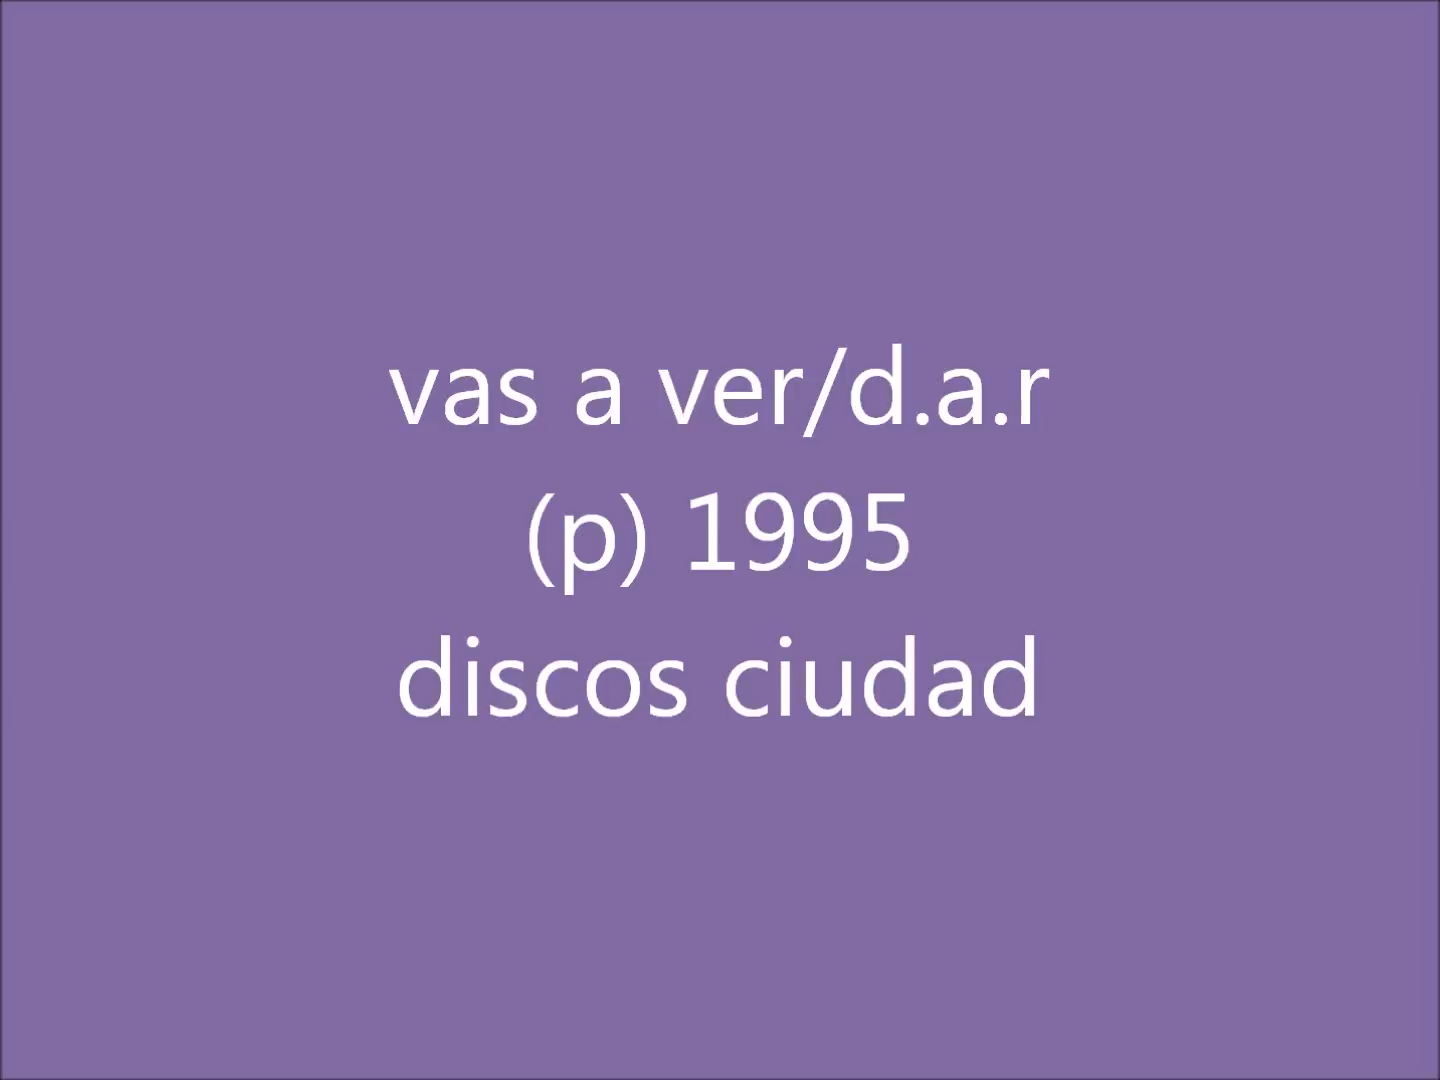 vas a ver/d.a.r
(p) 1995
discos ciudad